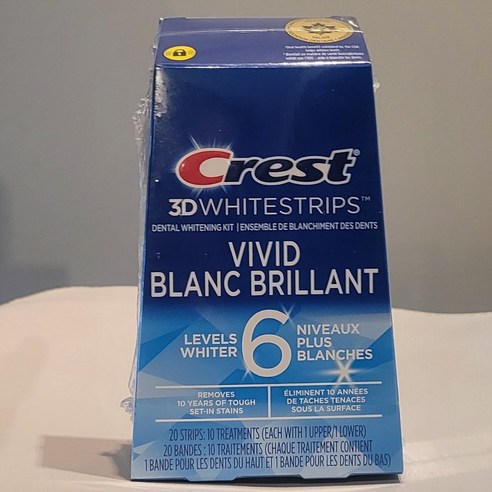 Crest®
3DWHITESTRIPS™
DENTAL WHITENING KIT | ENSEMBLE DE BLANCHIMENT DES DENTS
VIVID
BLANC BRILLANT
LEVELS
WHITER
6
NIVEAUX
PLUS
BLANCHES
REMOVES
10 YEARS OF TOUGH
SET-IN STAINS
ÉLIMINENT 10 ANNÉES
DE TACHES TENACES
SOUS LA SURFACE
20 STRIPS: 10 TREATMENTS (EACH WITH 1 UPPER/1 LOWER)
20 BANDES : 10 TRAITEMENTS (CHAQUE TRAITEMENT CONTIENT
1 BANDE POUR LES DENTS DU HAUT ET 1 BANDE POUR LES DENTS DU BAS)